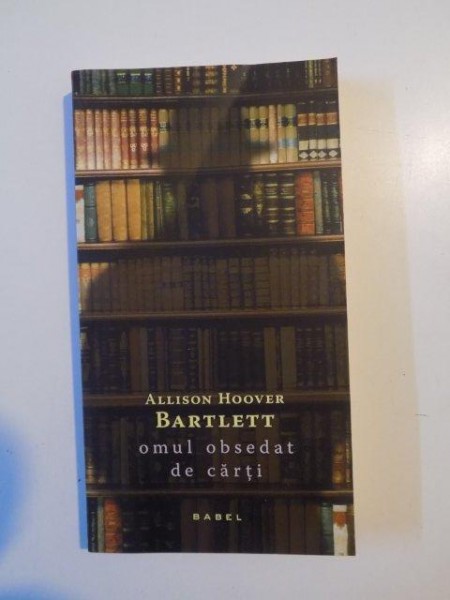 ALLISON HOOVER
BARTLETT
omul obsedat
de cărți
BABEL